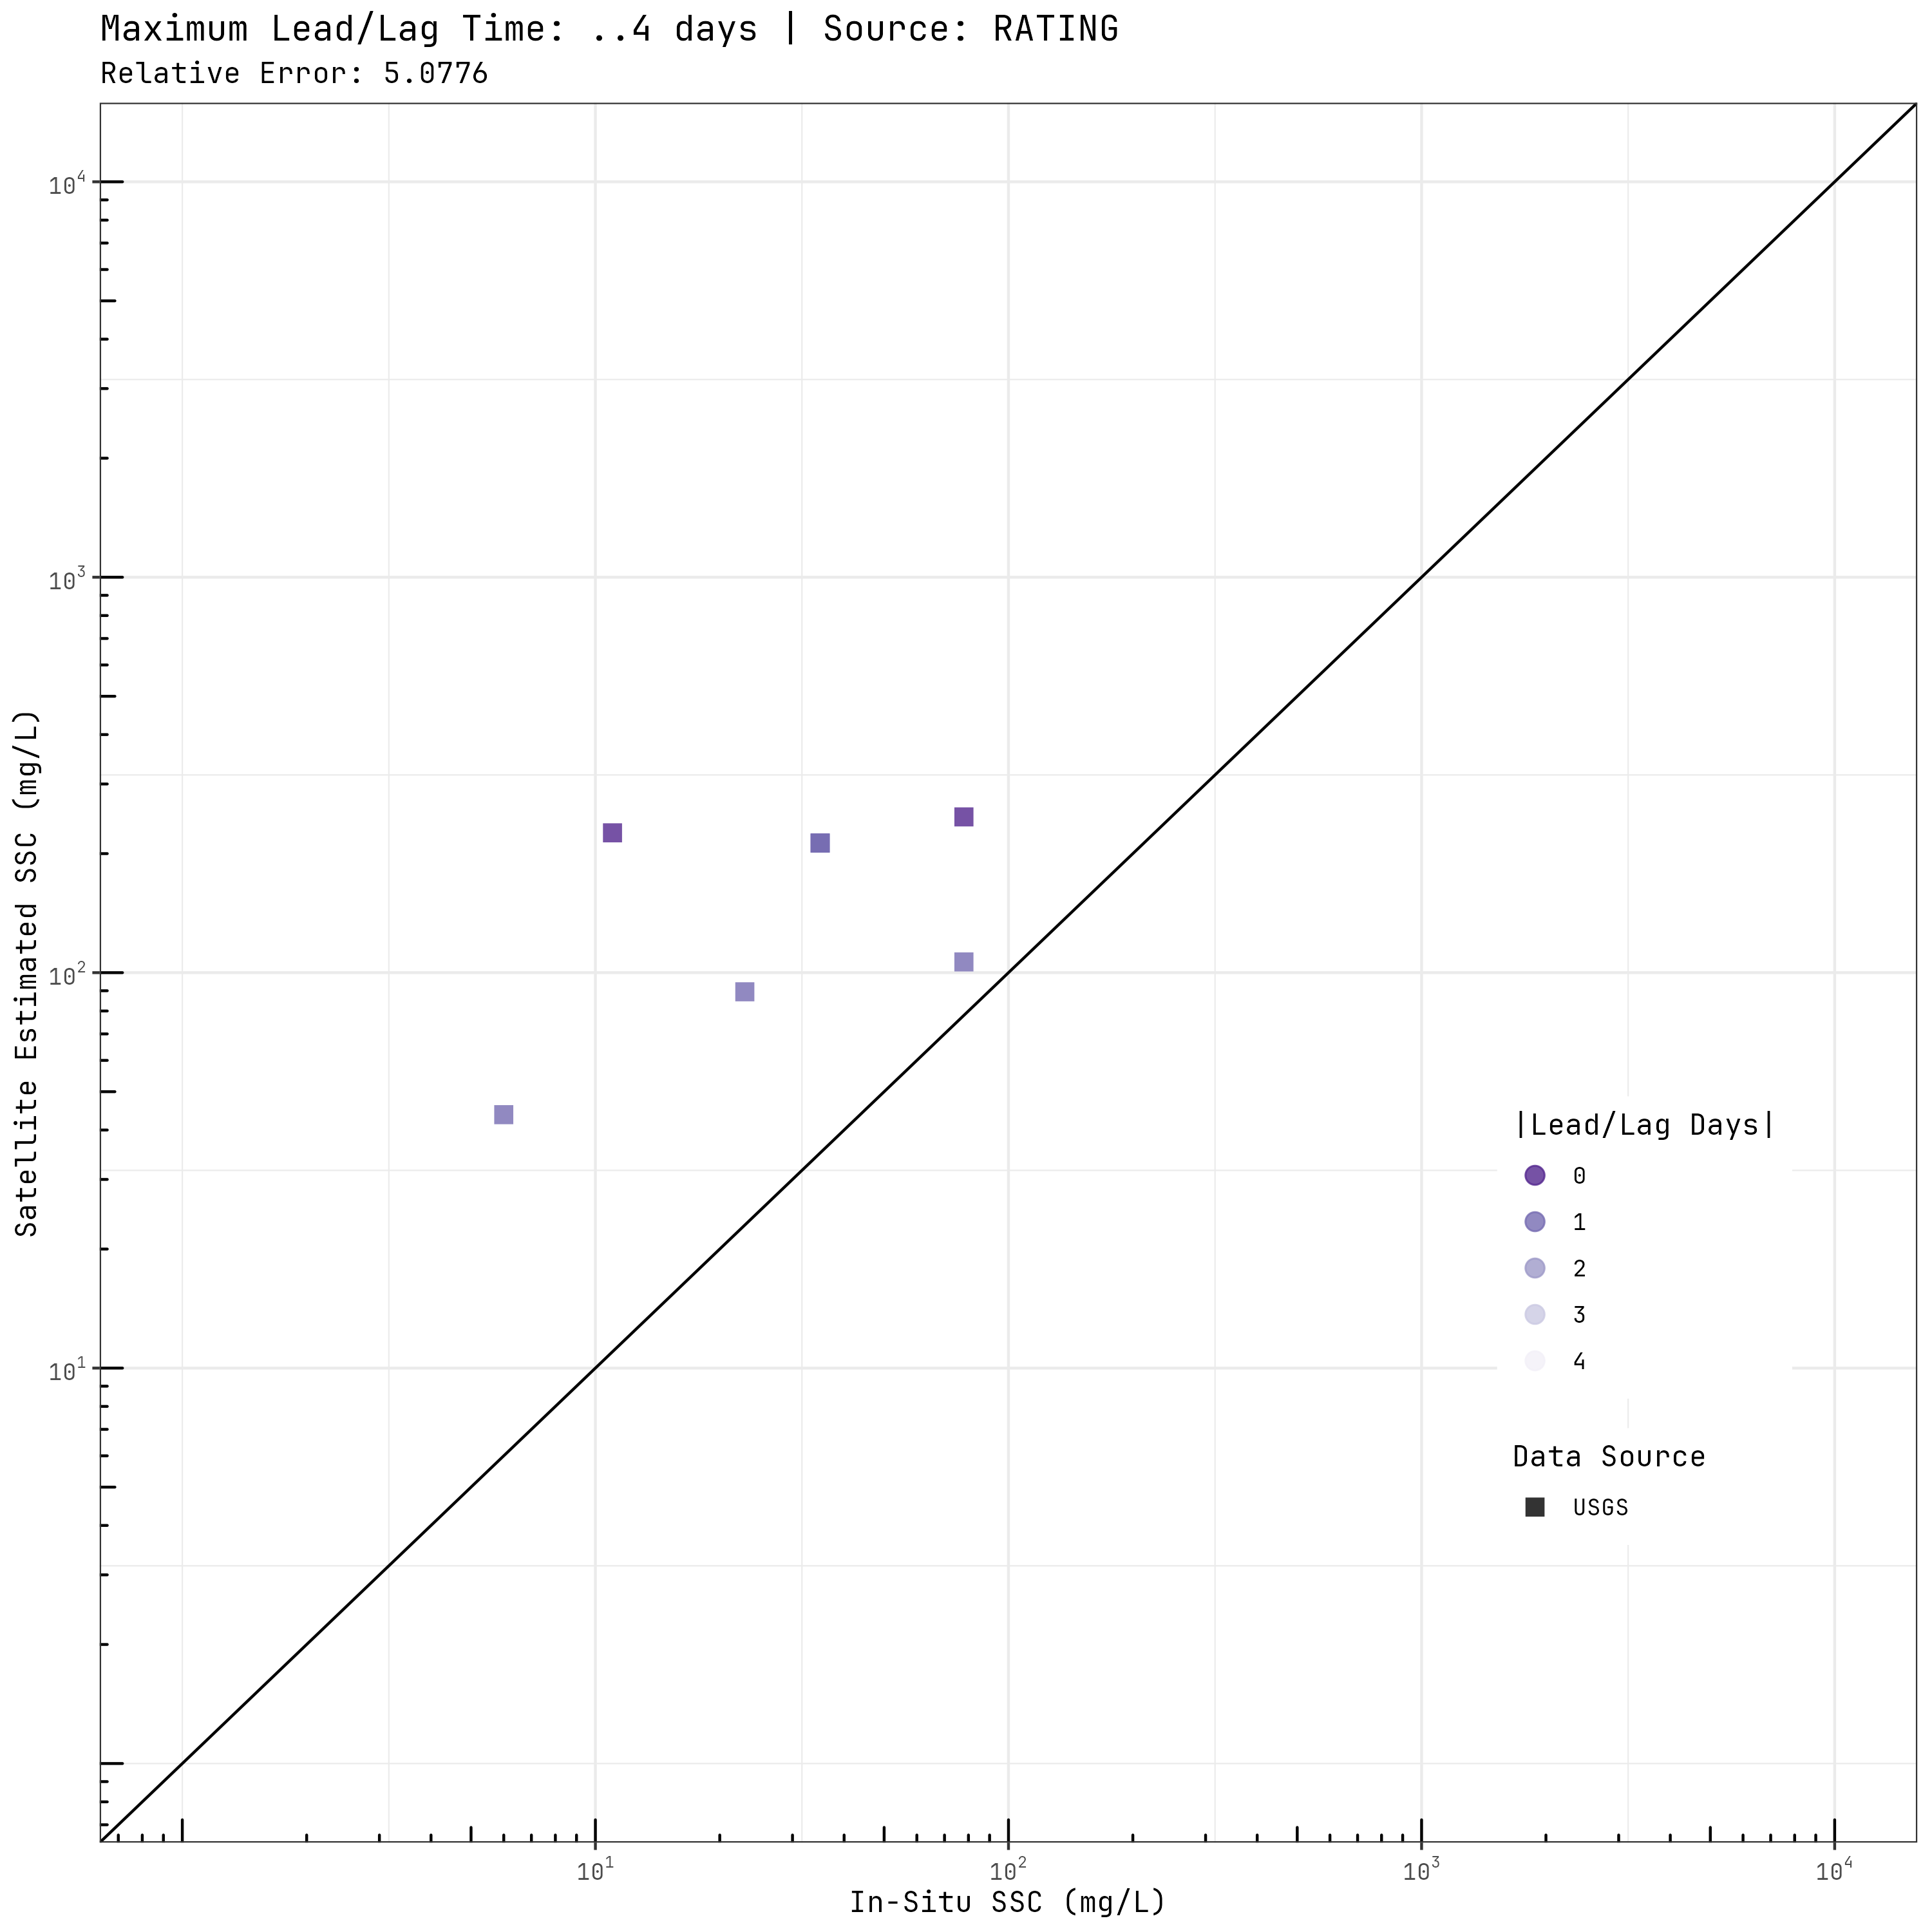 Maximum Lead/Lag Time: ..4 days | Source: RATING
Relative Error: 5.0776
10⁴
10³
10²
10¹
Satellite Estimated SSC (mg/L)
|Lead/Lag Days|
0
1
2
3
4
Data Source
USGS
10¹ 10² 10³ 10⁴
In-Situ SSC (mg/L)